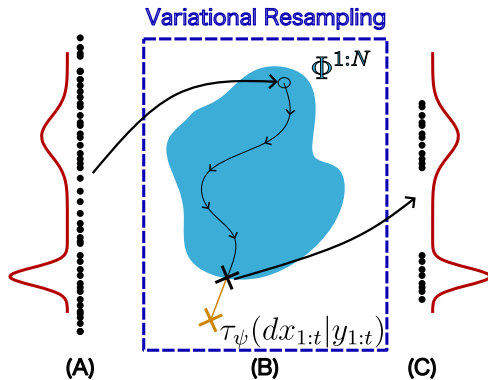 Variational Resampling
Φ^{1:N}
τ_ψ(dx_{1:t}|y_{1:t})
(A) (B) (C)